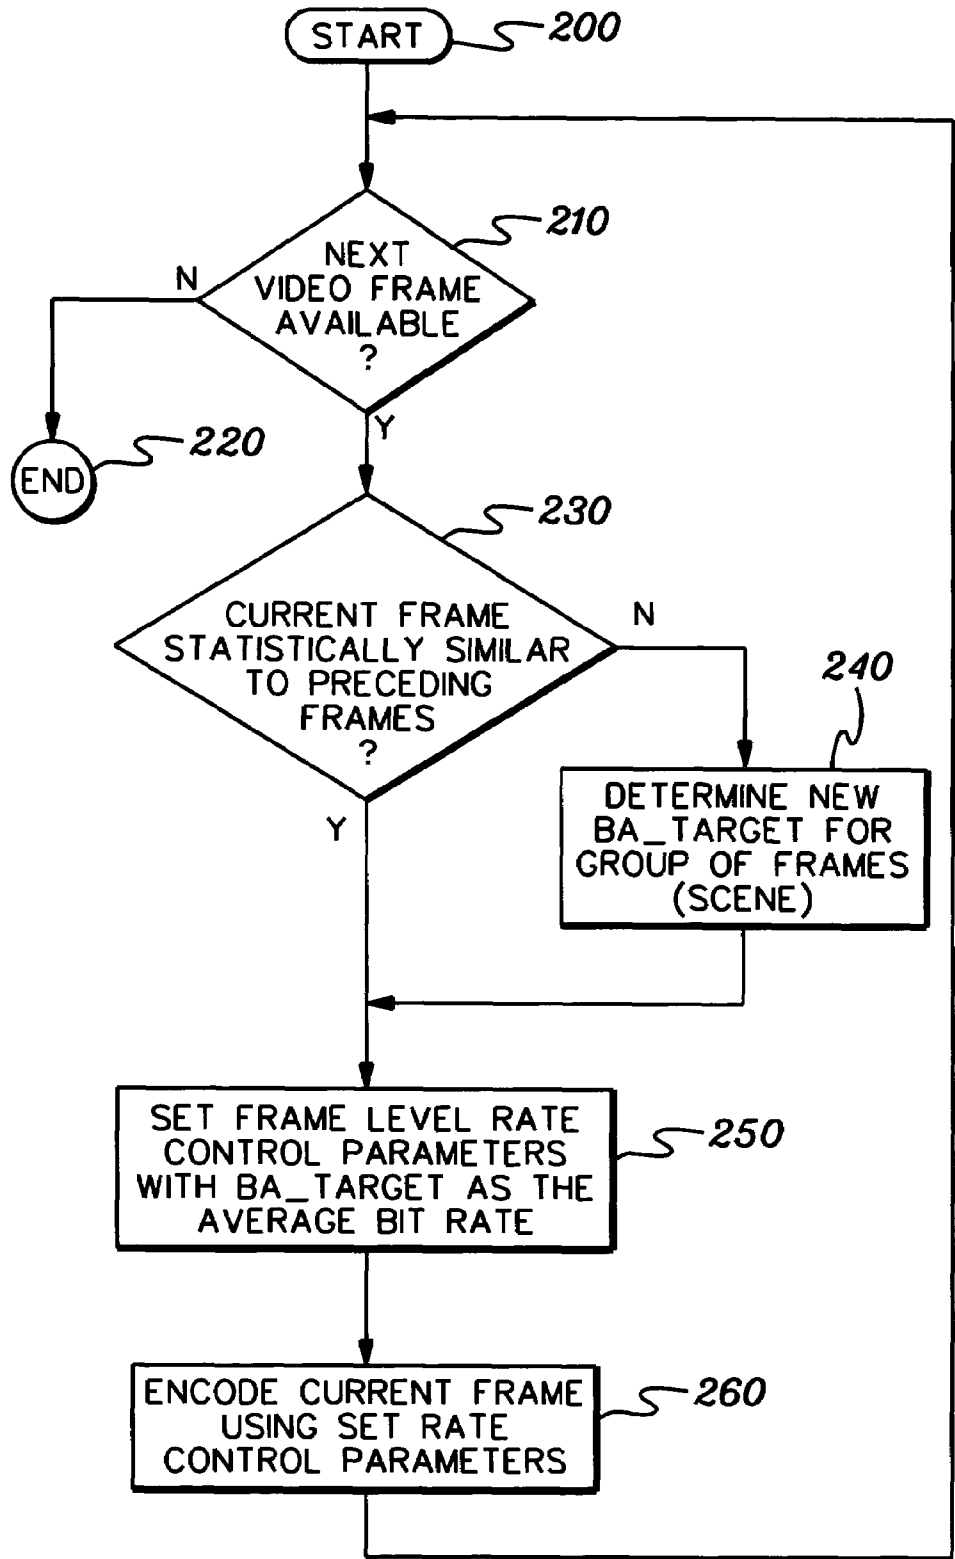 START
200
210
NEXT
VIDEO FRAME
AVAILABLE
?
N
Y
END
220
230
CURRENT FRAME
STATISTICALLY SIMILAR
TO PRECEDING
FRAMES
?
N
Y
240
DETERMINE NEW
BA_TARGET FOR
GROUP OF FRAMES
(SCENE)
SET FRAME LEVEL RATE
CONTROL PARAMETERS
WITH BA_TARGET AS THE
AVERAGE BIT RATE
250
ENCODE CURRENT FRAME
USING SET RATE
CONTROL PARAMETERS
260